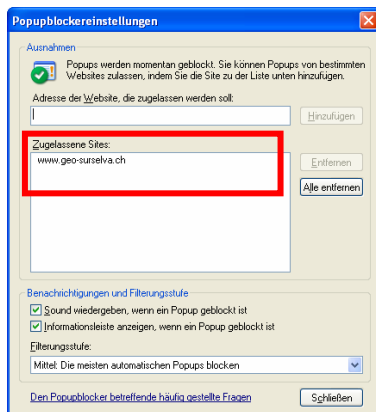 Popupblockereinstellungen
Ausnahmen
Popups werden momentan geblockt. Sie können Popups von bestimmten
Websites zulassen, indem Sie die Site zu der Liste unten hinzufügen.
Adresse der Website, die zugelassen werden soll:
Hinzufügen
Zugelassene Sites:
www.geo-surselva.ch
Entfernen
Alle entfernen
Benachrichtigungen und Filterungsstufe
Sound wiedergeben, wenn ein Popup geblockt ist
Informationsleiste anzeigen, wenn ein Popup geblockt ist
Filterungsstufe:
Mittel: Die meisten automatischen Popups blocken
Den Popupblocker betreffende häufig gestellte Fragen
Schließen